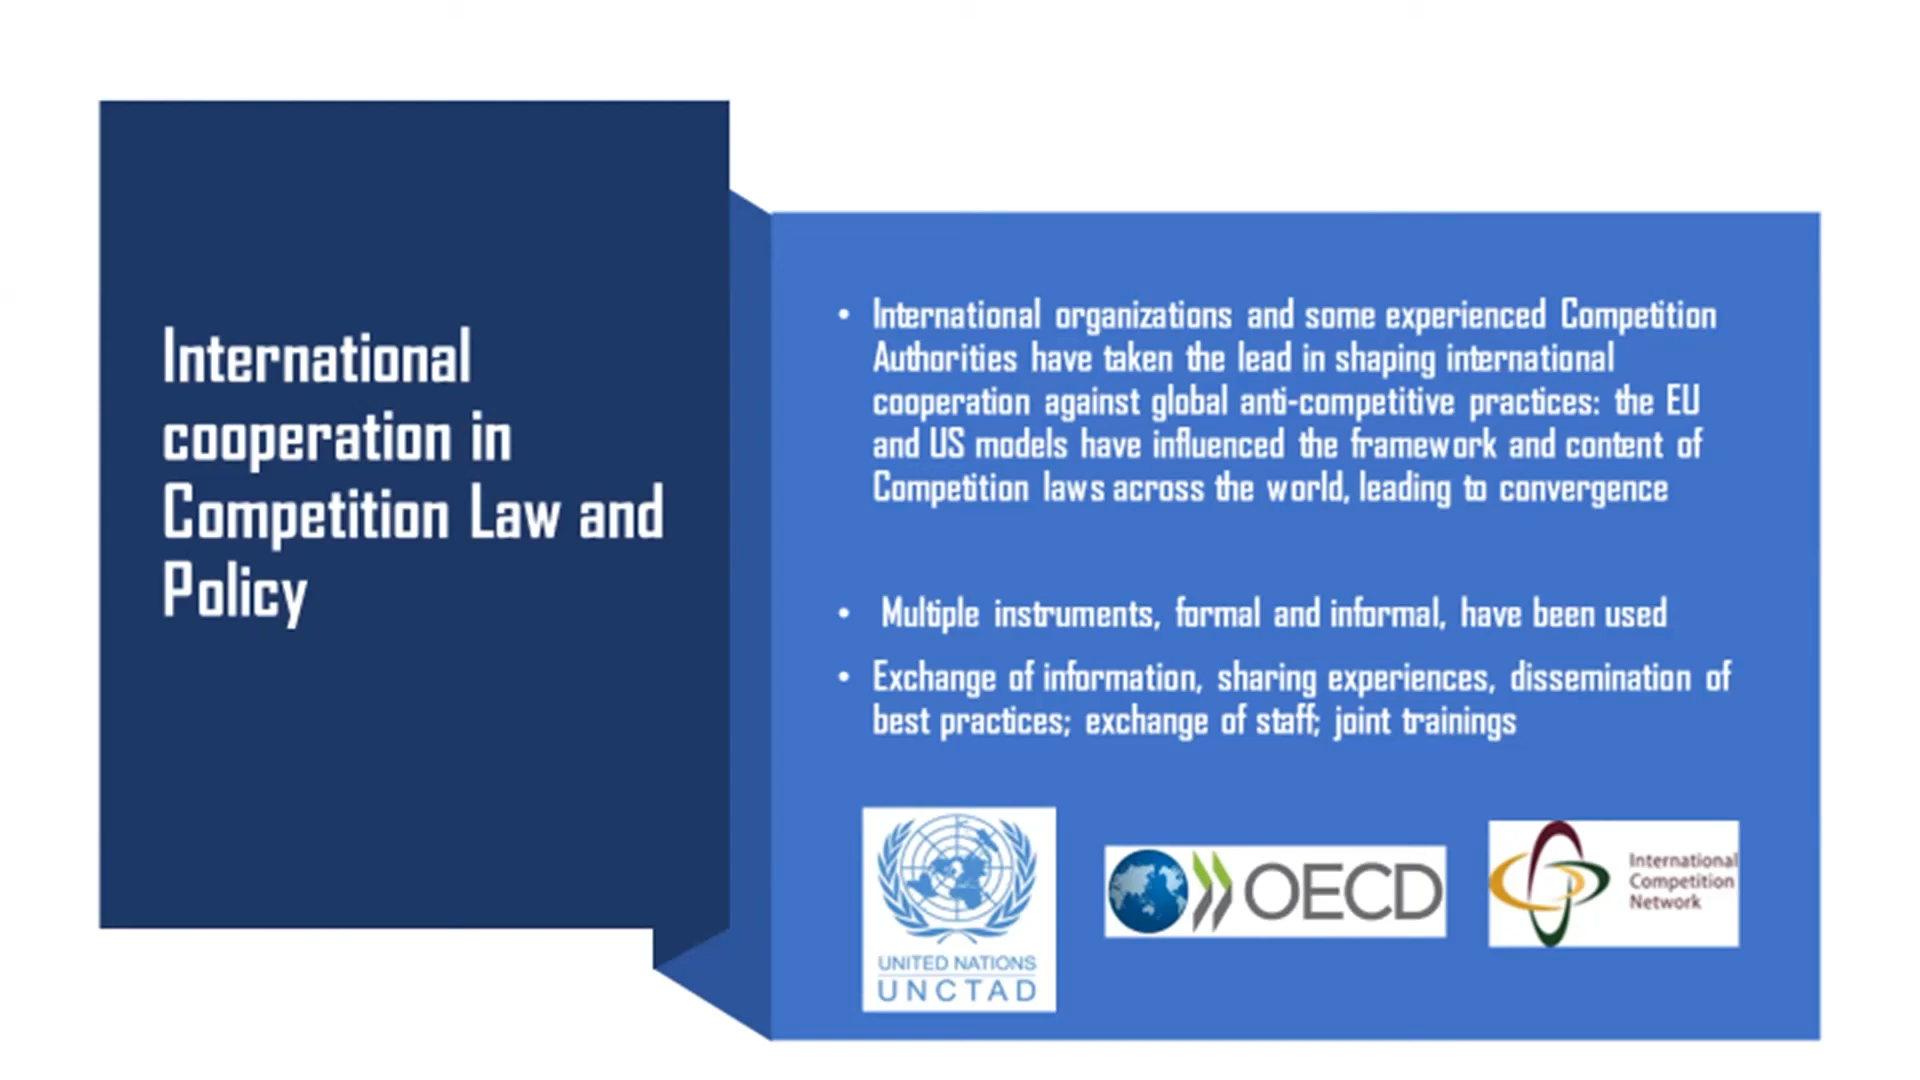 International
cooperation in
Competition Law and
Policy
• International organizations and some experienced Competition
Authorities have taken the lead in shaping international
cooperation against global anti-competitive practices: the EU
and US models have influenced the framework and content of
Competition laws across the world, leading to convergence
• Multiple instruments, formal and informal, have been used
• Exchange of information, sharing experiences, dissemination of
best practices; exchange of staff; joint trainings
UNITED NATIONS
UNCTAD
OECD
International
Competition
Network